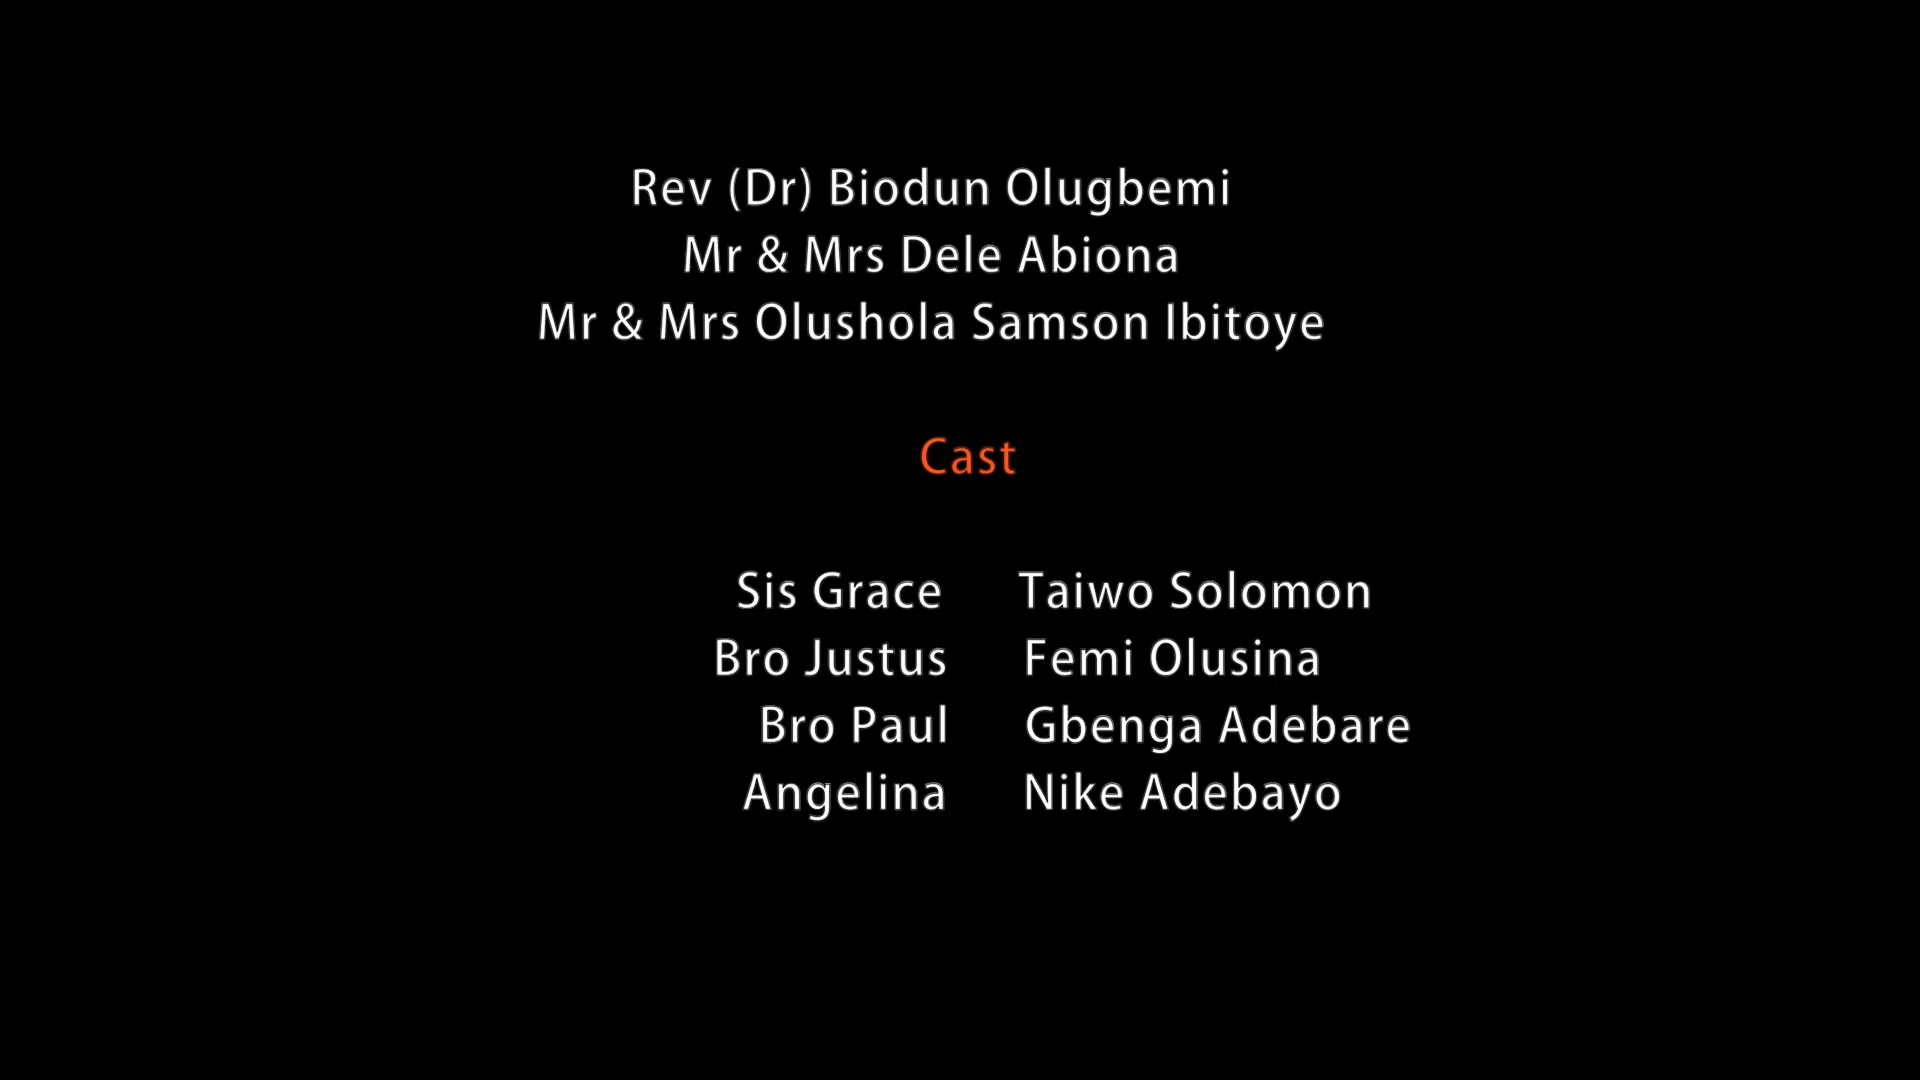 Rev (Dr) Biodun Olugbemi
Mr & Mrs Dele Abiona
Mr & Mrs Olushola Samson Ibitoye
Cast
Sis Grace Taiwo Solomon
Bro Justus Femi Olusina
Bro Paul Gbenga Adebare
Angelina Nike Adebayo